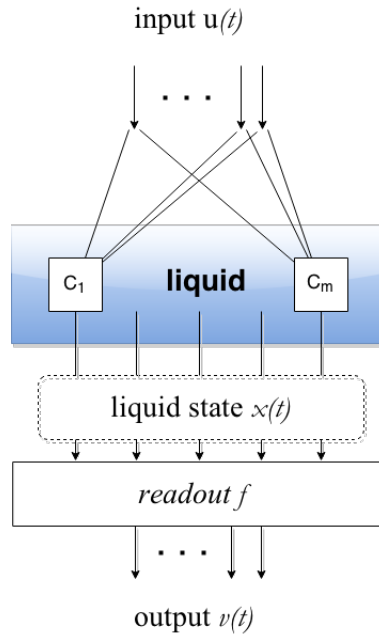 input u(t)
. . .
C1 liquid Cm
liquid state x(t)
readout f
. . .
output v(t)